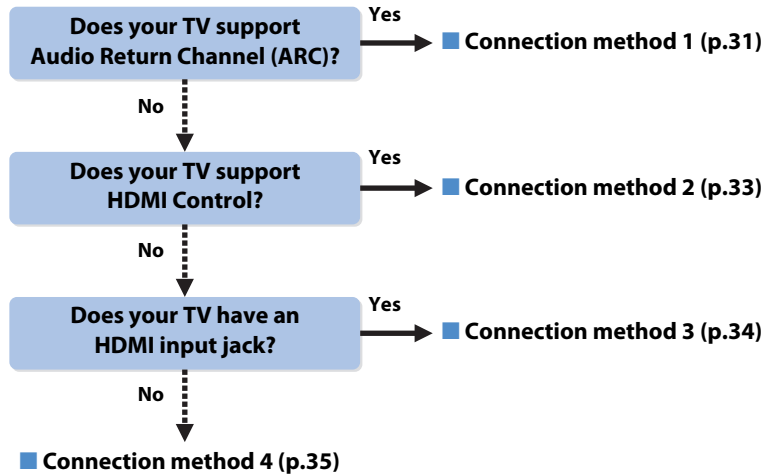 Does your TV support
Audio Return Channel (ARC)?
Yes
Connection method 1 (p.31)
No
Does your TV support
HDMI Control?
Yes
Connection method 2 (p.33)
No
Does your TV have an
HDMI input jack?
Yes
Connection method 3 (p.34)
No
Connection method 4 (p.35)